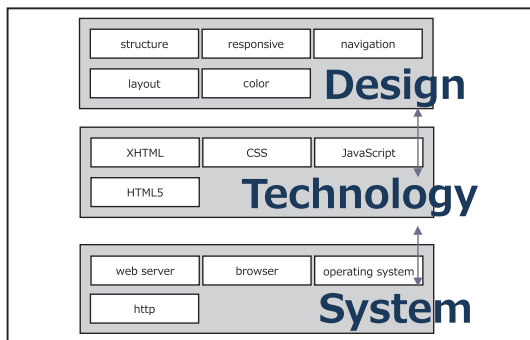 structure responsive navigation
layout color
Design
XHTML CSS JavaScript
HTML5
Technology
web server browser operating system
http
System